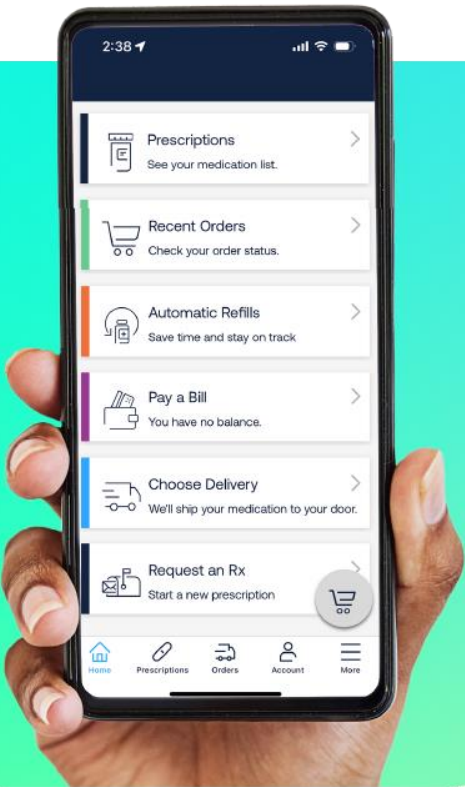 2:38
Prescriptions
See your medication list.
Recent Orders
Check your order status.
Automatic Refills
Save time and stay on track
Pay a Bill
You have no balance.
Choose Delivery
We'll ship your medication to your door.
Request an Rx
Start a new prescription
Home Prescriptions Orders Account More